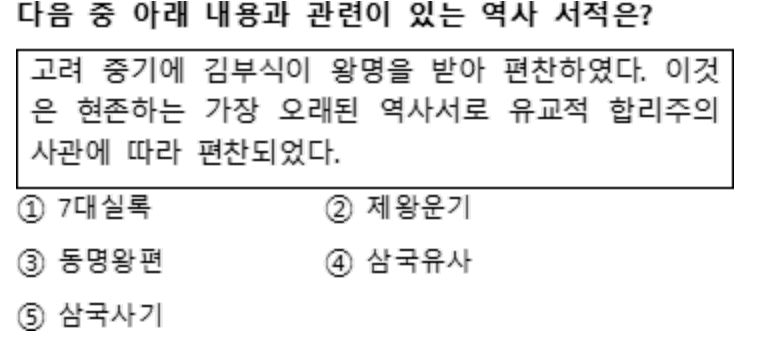 다음 중 아래 내용과 관련이 있는 역사 서적은?
고려 중기에 김부식이 왕명을 받아 편찬하였다. 이것
은 현존하는 가장 오래된 역사서로 유교적 합리주의
사관에 따라 편찬되었다.
① 7대실록 ② 제왕운기
③ 동명왕편 ④ 삼국유사
⑤ 삼국사기